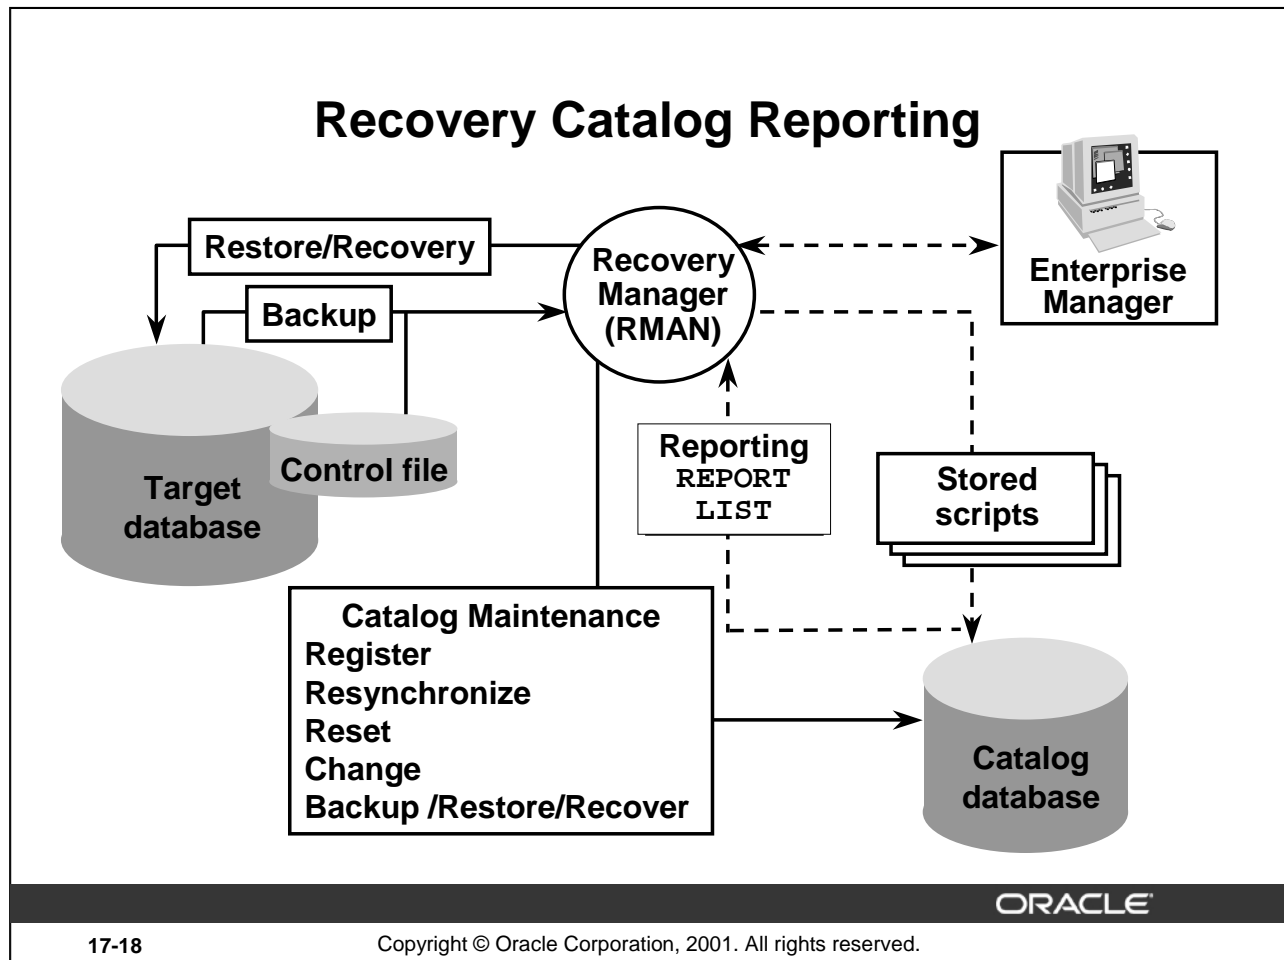 Recovery Catalog Reporting
Restore/Recovery
Backup
Recovery
Manager
(RMAN)
Enterprise
Manager
Target
database
Control file
Reporting
REPORT
LIST
Stored
scripts
Catalog Maintenance
Register
Resynchronize
Reset
Change
Backup /Restore/Recover
Catalog
database
ORACLE®
17-18
Copyright © Oracle Corporation, 2001. All rights reserved.